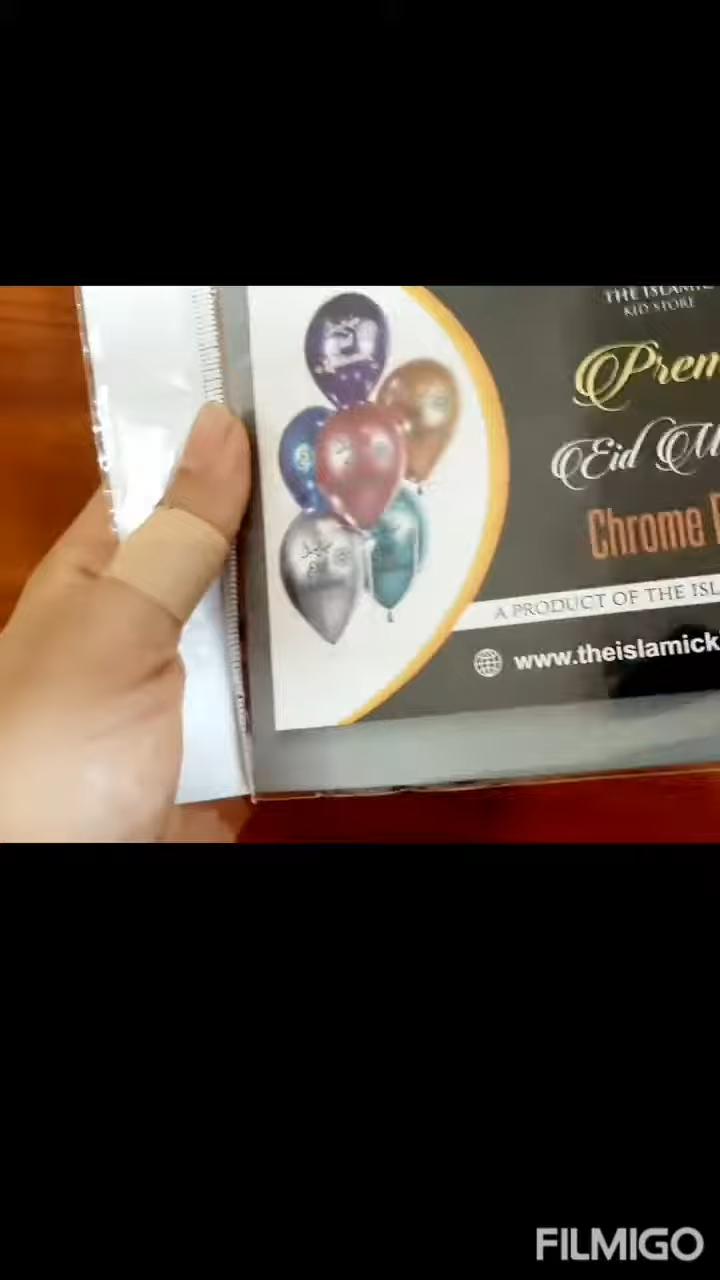 THE ISLAMIC
KID STORE
Prem
Eid M
Chrome
A PRODUCT OF THE ISL
www.theislamick
FILMIGO